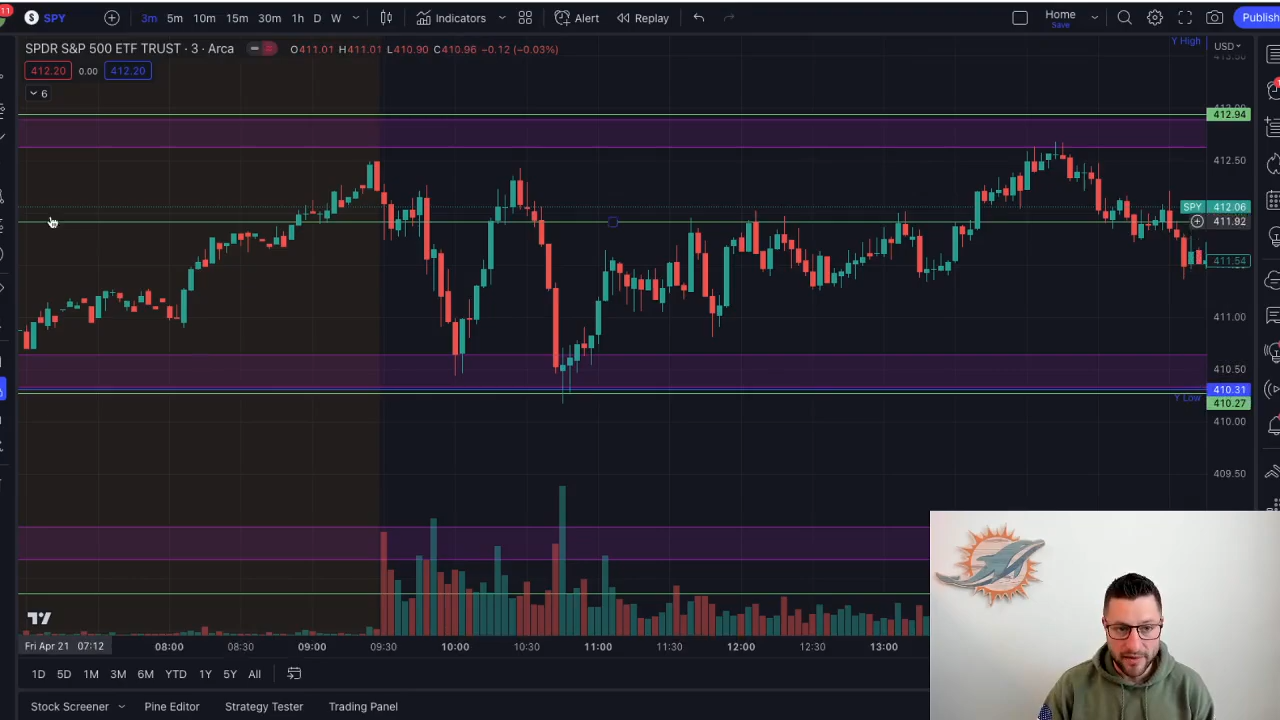 11
S SPY 3m 5m 10m 15m 30m 1h D W Indicators Alert Replay Home Save Publish
SPDR S&P 500 ETF TRUST · 3 · Arca O411.01 H411.01 L410.90 C410.96 −0.12 (−0.03%) Y High USD
412.20 0.00 412.20
6
412.94
412.50
SPY 412.06
411.92
411.54
411.00
410.50
410.31
Y Low 410.27
410.00
409.50
Fri Apr 21 07:12 08:00 08:30 09:00 09:30 10:00 10:30 11:00 11:30 12:00 12:30 13:00
1D 5D 1M 3M 6M YTD 1Y 5Y All
Stock Screener Pine Editor Strategy Tester Trading Panel